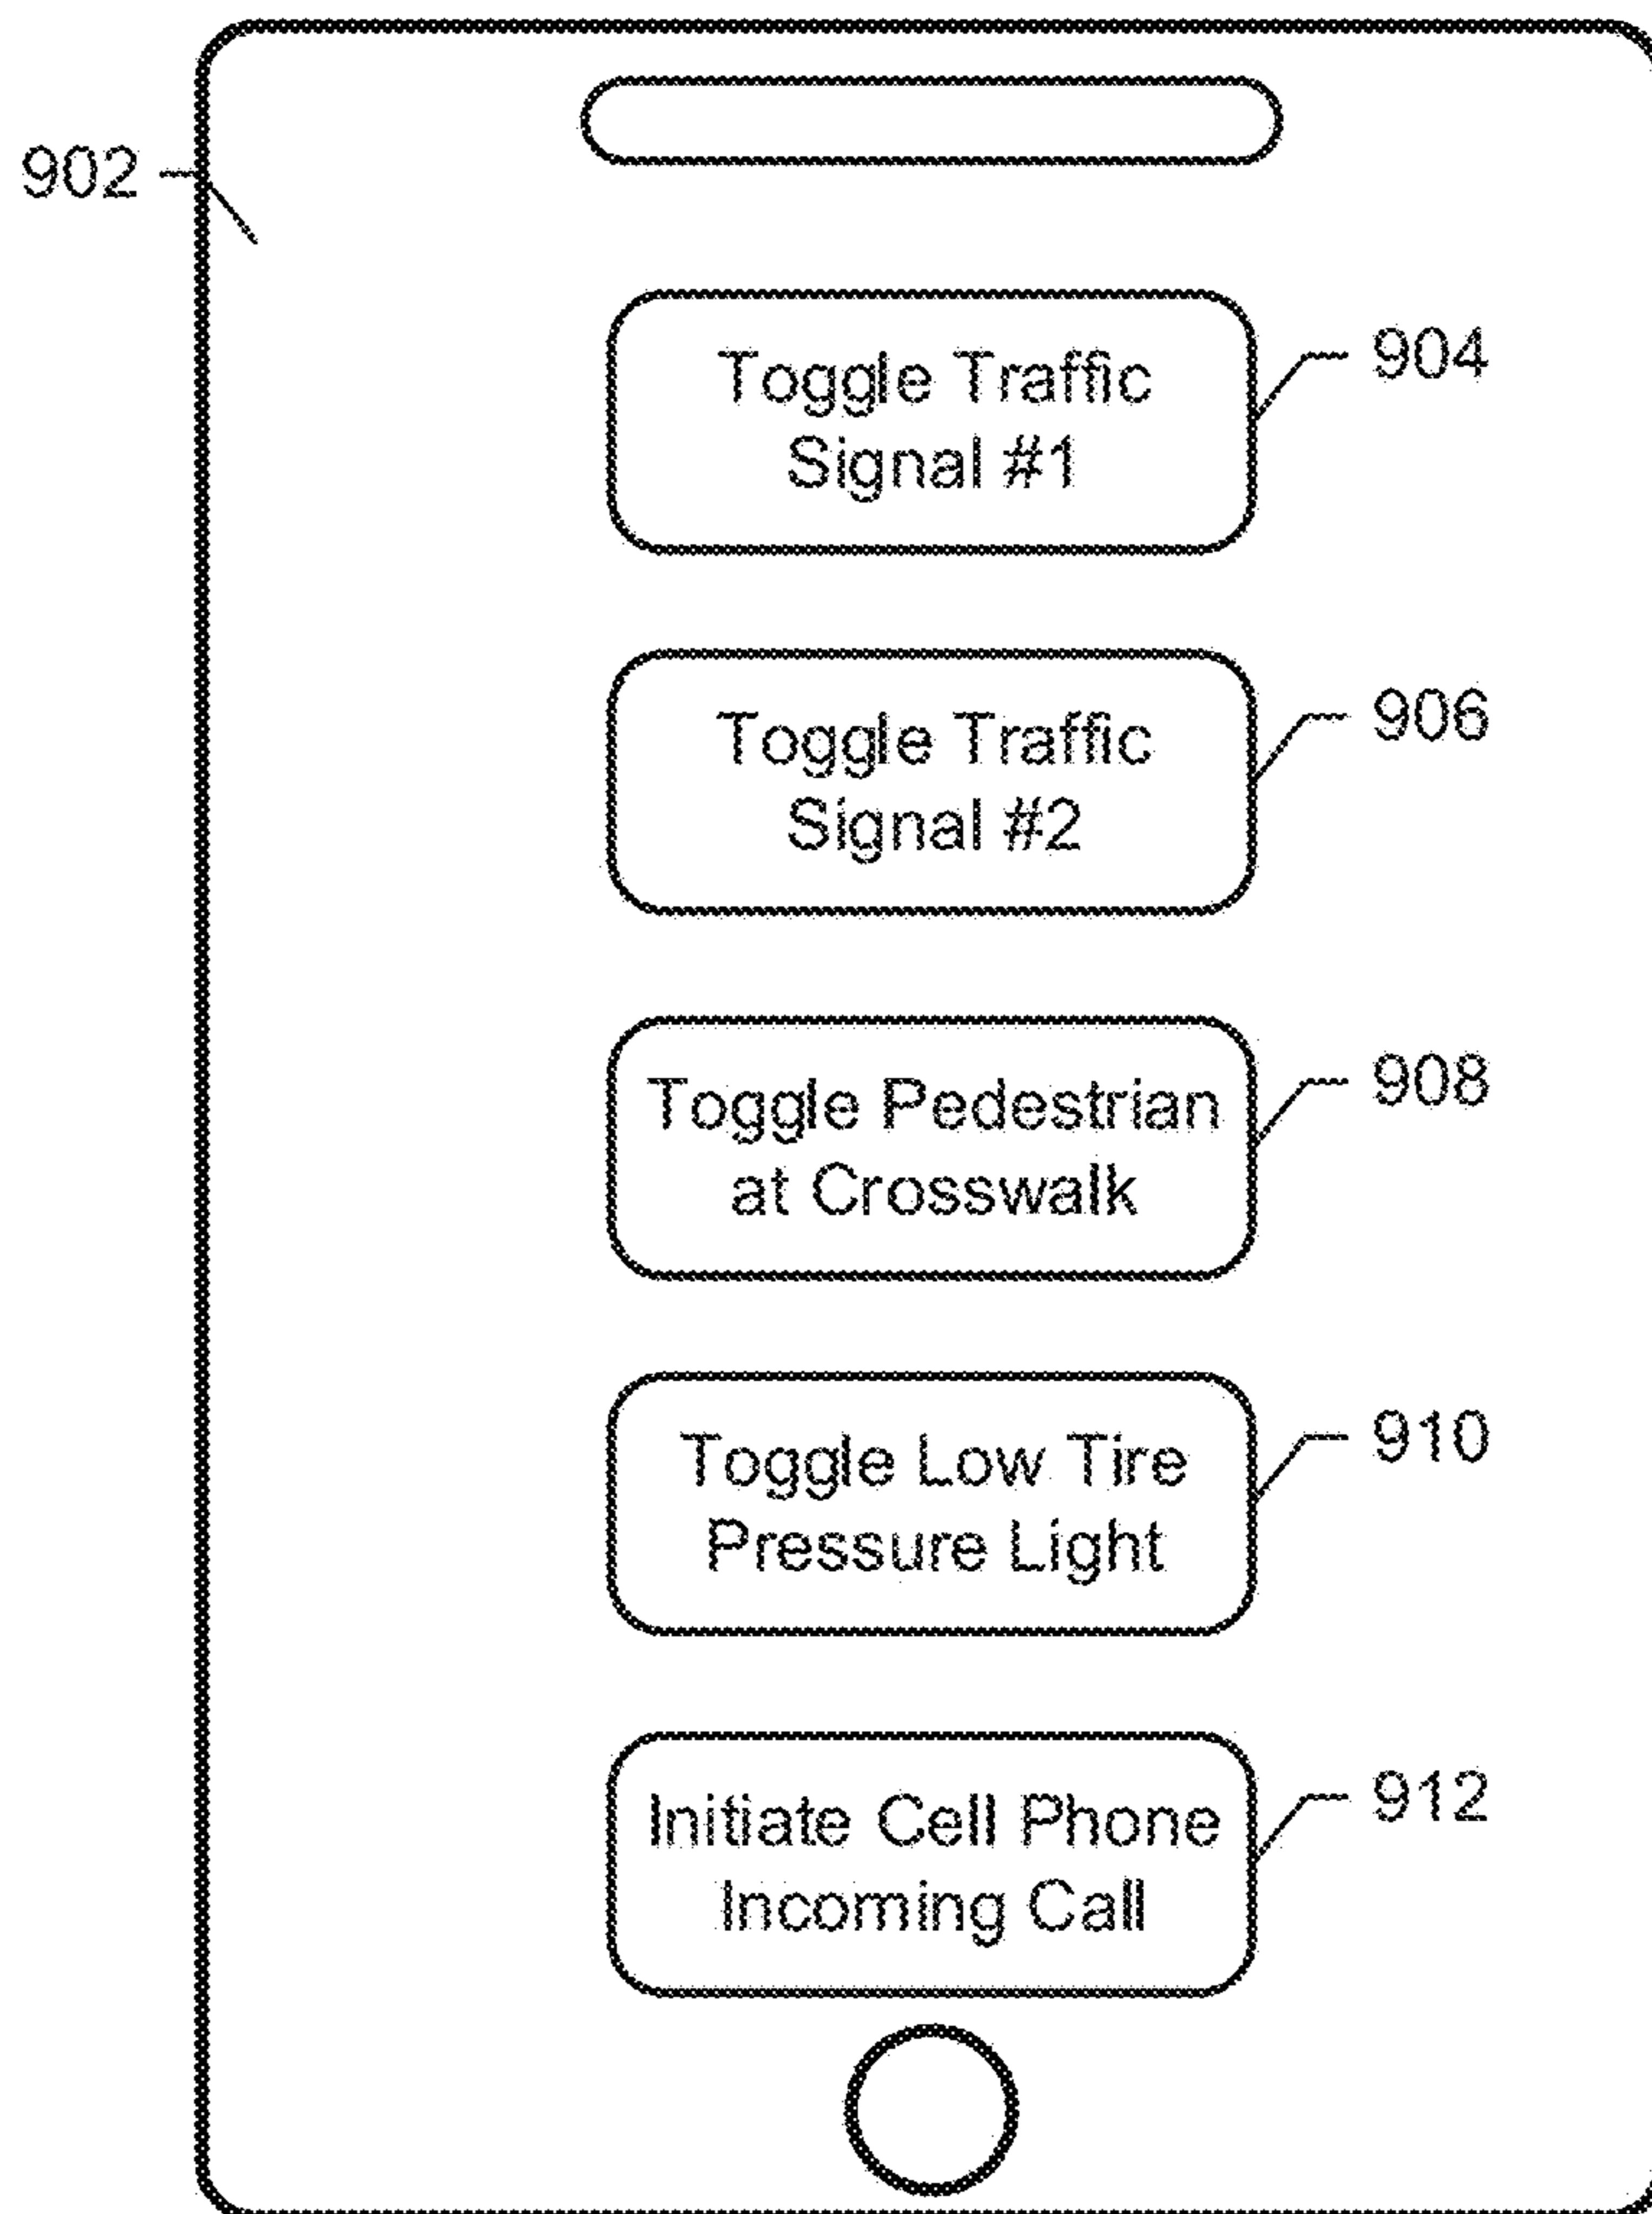 902
Toggle Traffic
Signal #1
904
Toggle Traffic
Signal #2
906
Toggle Pedestrian
at Crosswalk
908
Toggle Low Tire
Pressure Light
910
Initiate Cell Phone
Incoming Call
912